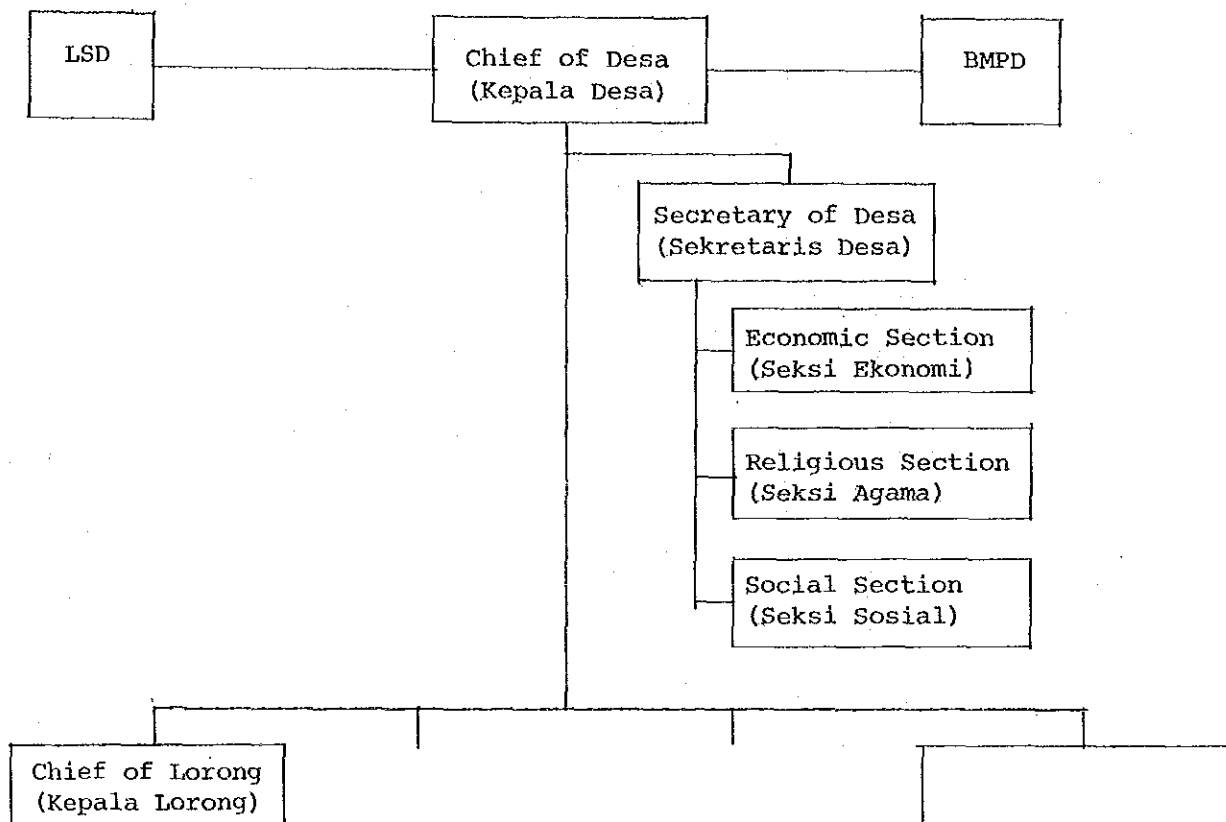 LSD
Chief of Desa
(Kepala Desa)
BMPD
Secretary of Desa
(Sekretaris Desa)
Economic Section
(Seksi Ekonomi)
Religious Section
(Seksi Agama)
Social Section
(Seksi Sosial)
Chief of Lorong
(Kepala Lorong)